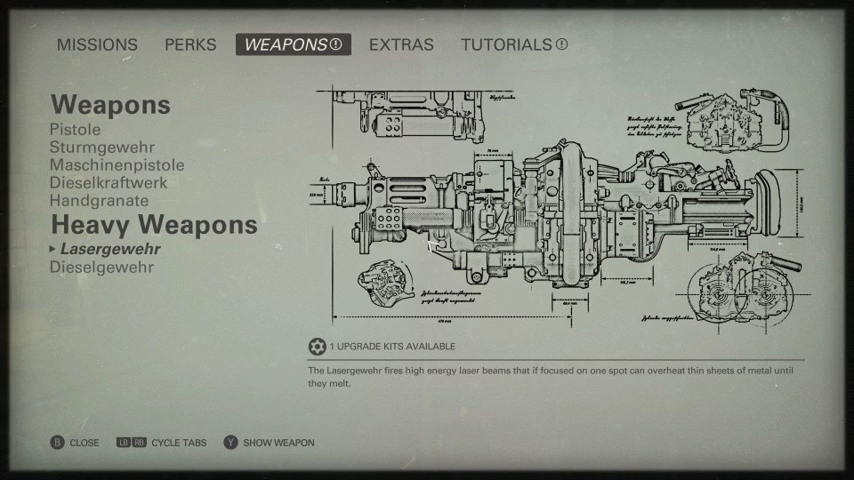 MISSIONS PERKS WEAPONS! EXTRAS TUTORIALS!
Weapons
Pistole
Sturmgewehr
Maschinenpistole
Dieselkraftwerk
Handgranate
Heavy Weapons
Lasergewehr
Dieselgewehr
1 UPGRADE KITS AVAILABLE
The Lasergewehr fires high energy laser beams that if focused on one spot can overheat thin sheets of metal until
they melt.
B CLOSE LB RB CYCLE TABS Y SHOW WEAPON